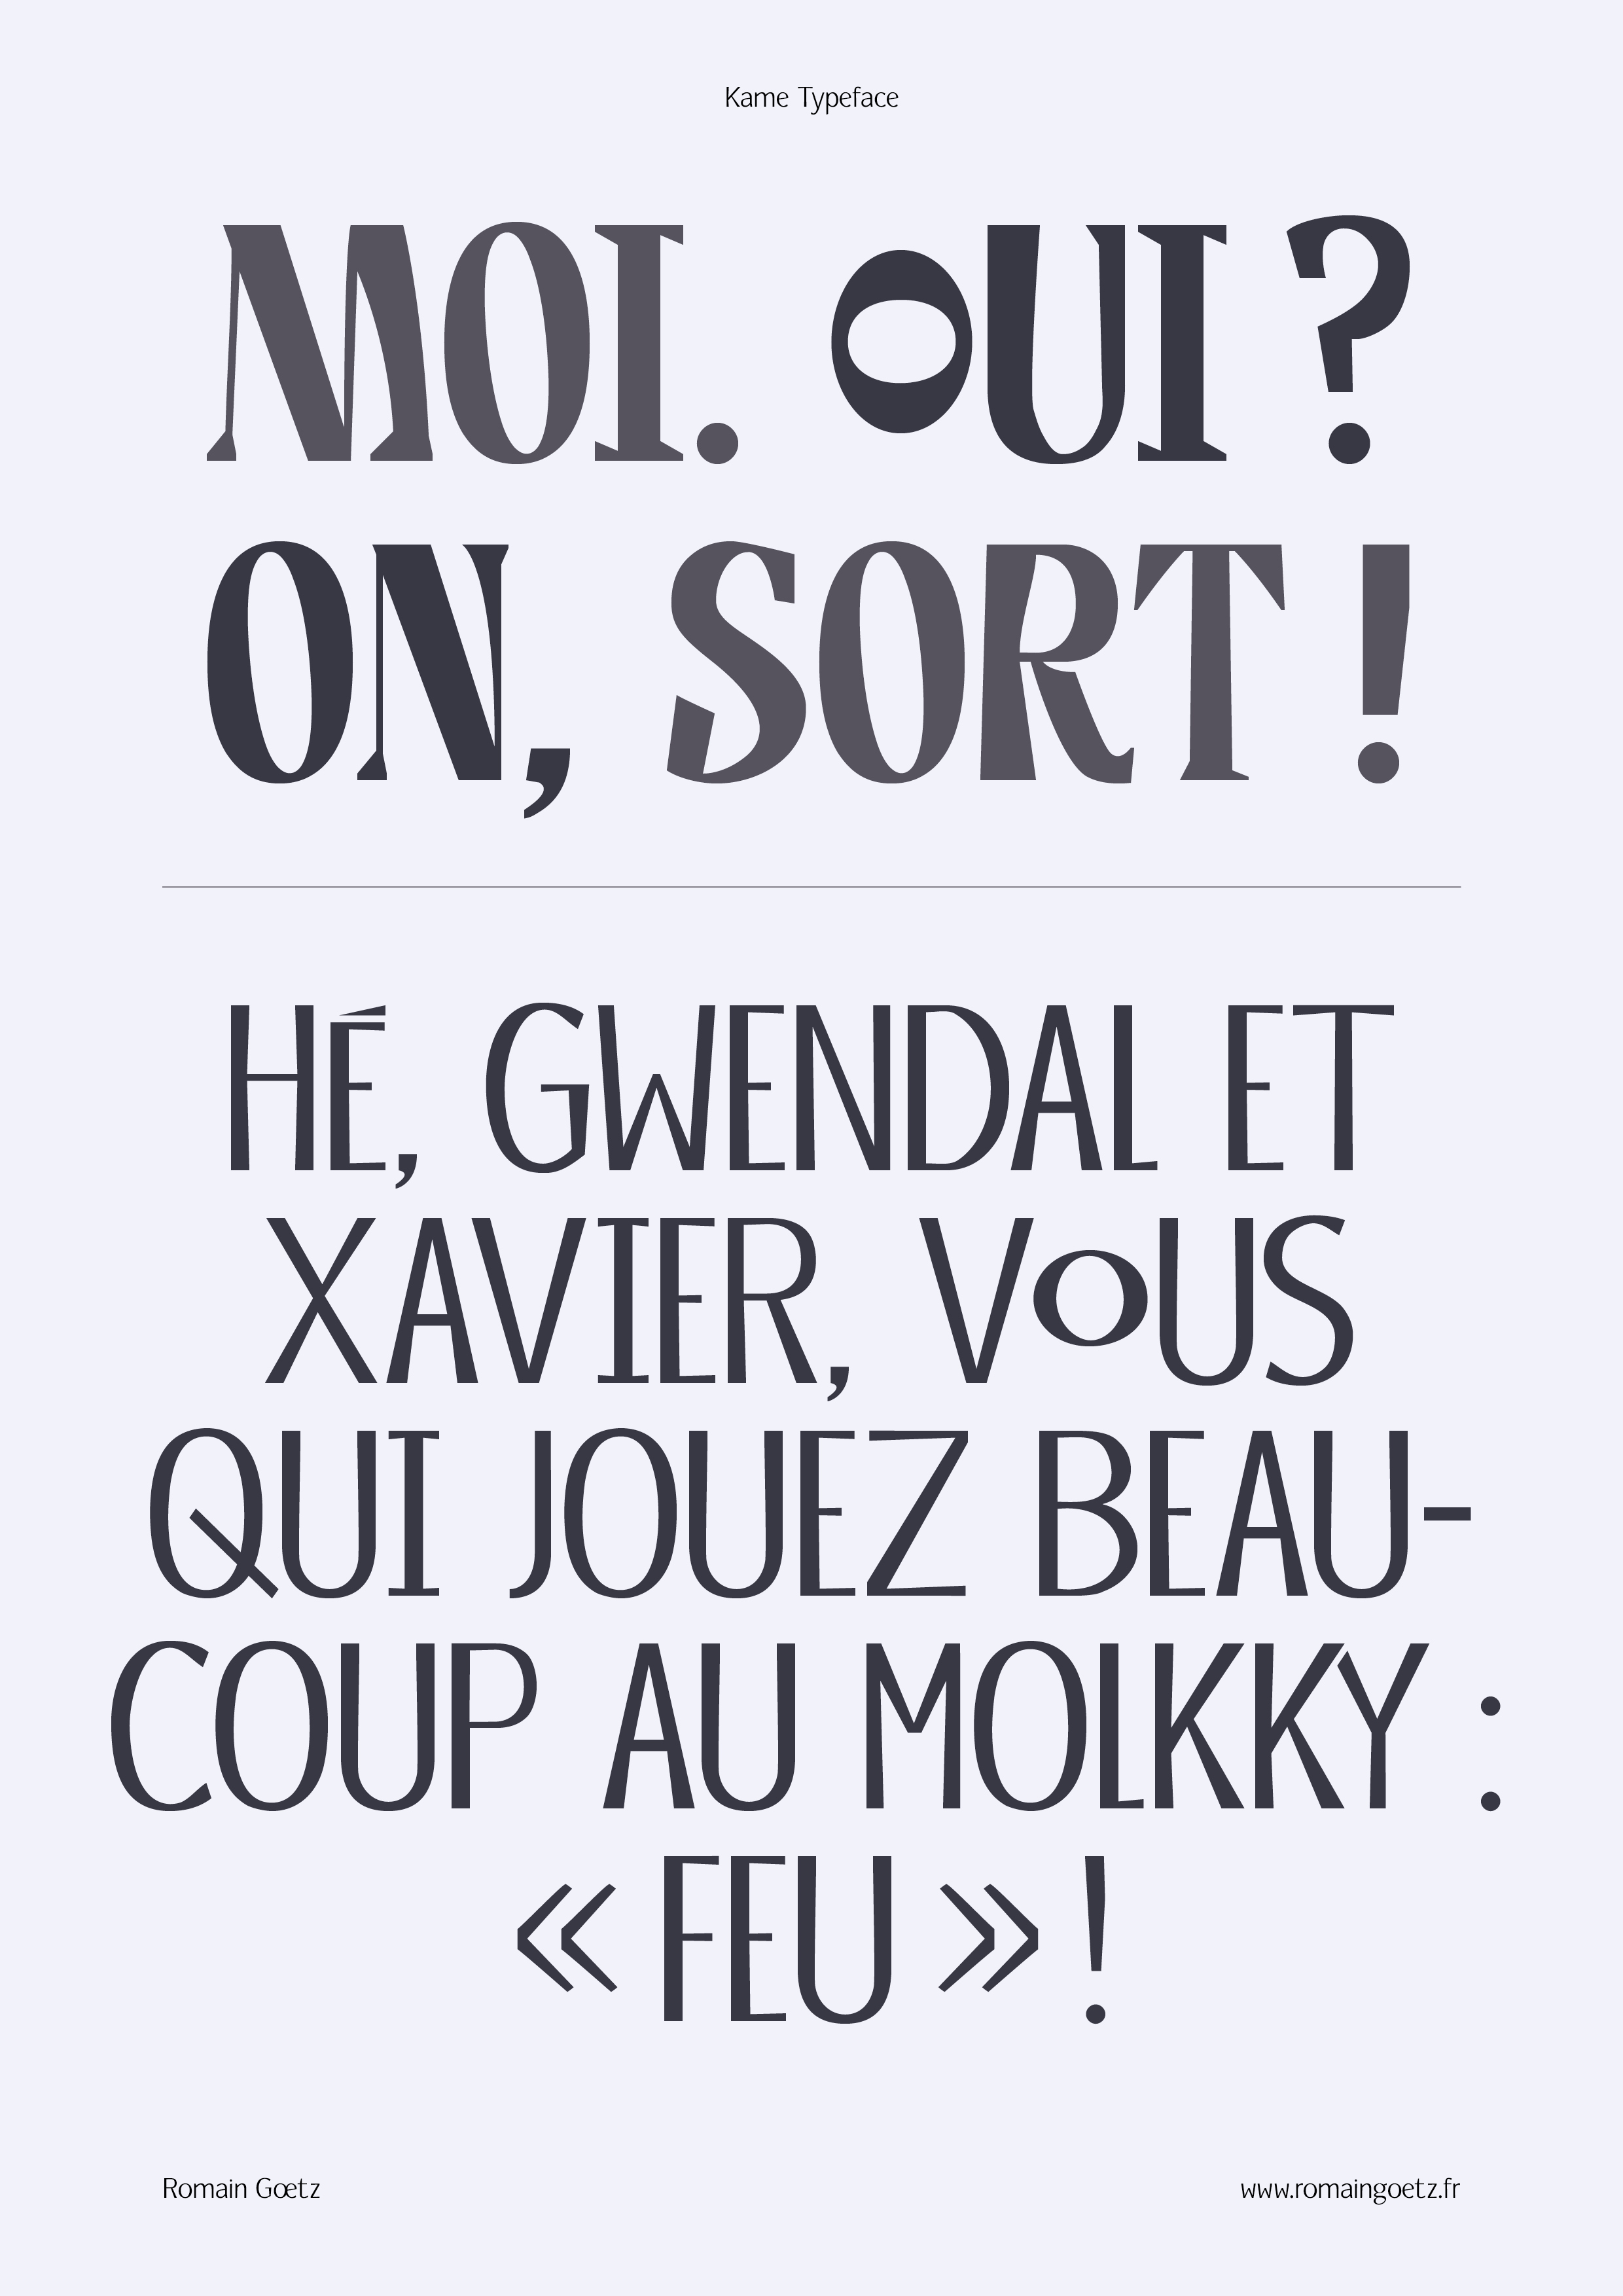 Kame Typeface
MOI. OUI ?
ON, SORT !
HÉ, GWENDAL ET
XAVIER, VOUS
QUI JOUEZ BEAU-
COUP AU MOLKKY :
« FEU » !
Romain Gœtz
www.romaingoetz.fr